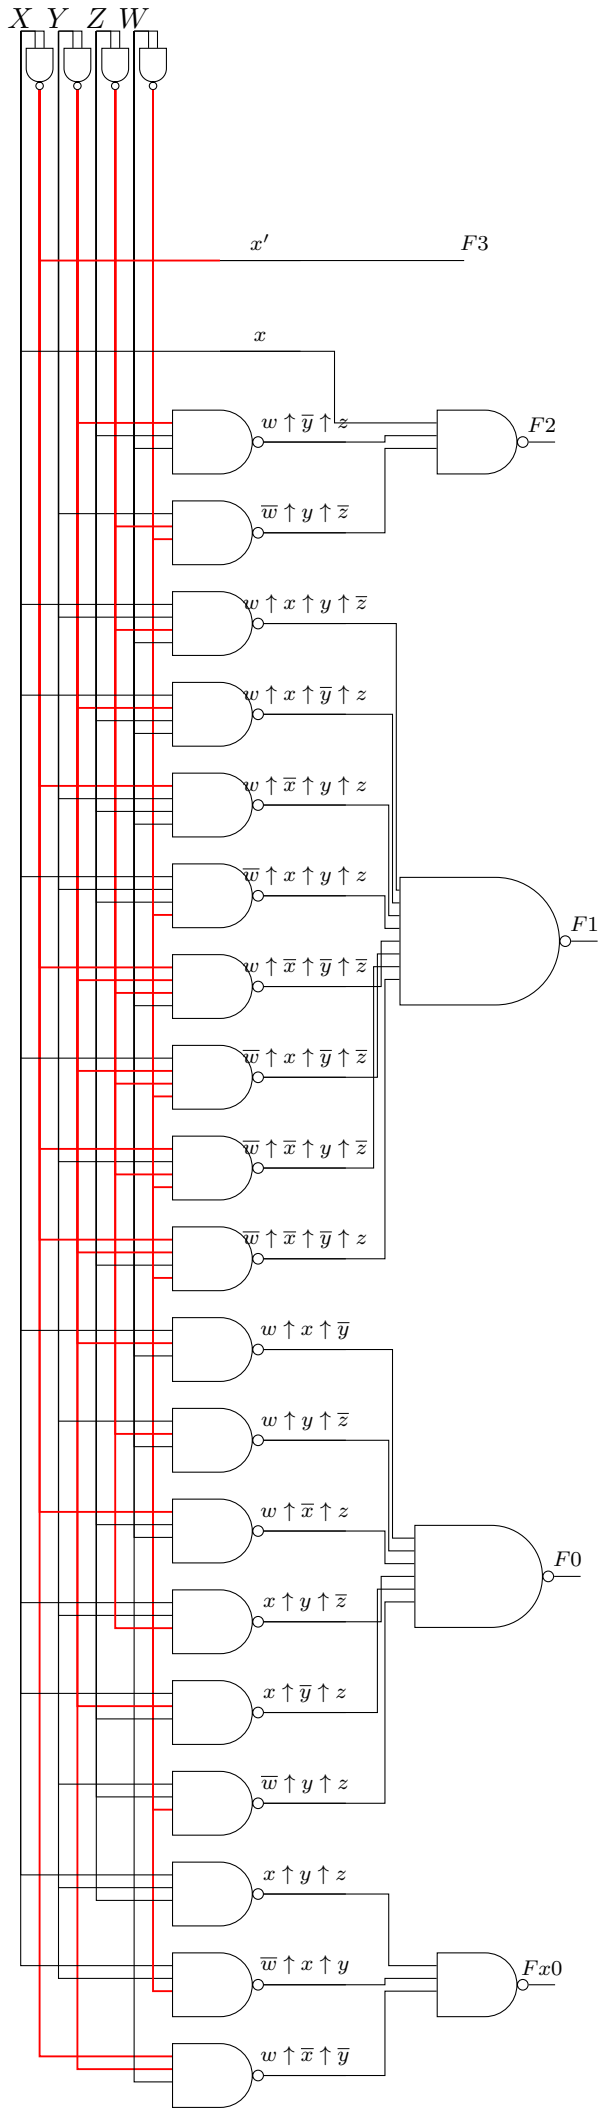 X Y Z W
x′ F3
x
w ↑ y̅ ↑ z F2
w̅ ↑ y ↑ z̅
w ↑ x ↑ y ↑ z̅
w ↑ x ↑ y̅ ↑ z
w ↑ x̅ ↑ y ↑ z
w̅ ↑ x ↑ y ↑ z
F1
w ↑ x̅ ↑ y̅ ↑ z̅
w̅ ↑ x ↑ y̅ ↑ z̅
w̅ ↑ x̅ ↑ y ↑ z̅
w̅ ↑ x̅ ↑ y̅ ↑ z
w ↑ x ↑ y̅
w ↑ y ↑ z̅
w ↑ x̅ ↑ z
F0
x ↑ y ↑ z̅
x ↑ y̅ ↑ z
w̅ ↑ y ↑ z
x ↑ y ↑ z
w̅ ↑ x ↑ y Fx0
w ↑ x̅ ↑ y̅